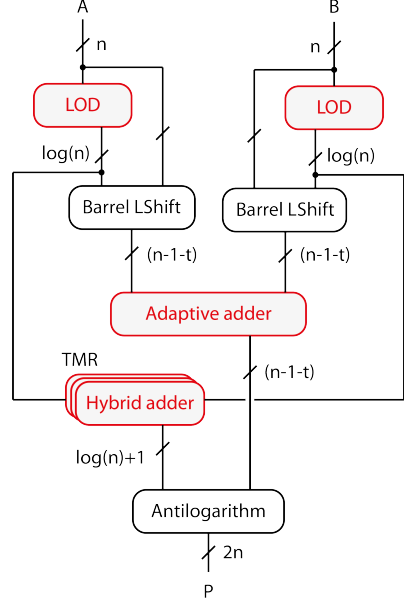 A
B
n
n
LOD
LOD
log(n)
log(n)
Barrel LShift
Barrel LShift
(n-1-t)
(n-1-t)
Adaptive adder
TMR
(n-1-t)
Hybrid adder
log(n)+1
Antilogarithm
2n
P